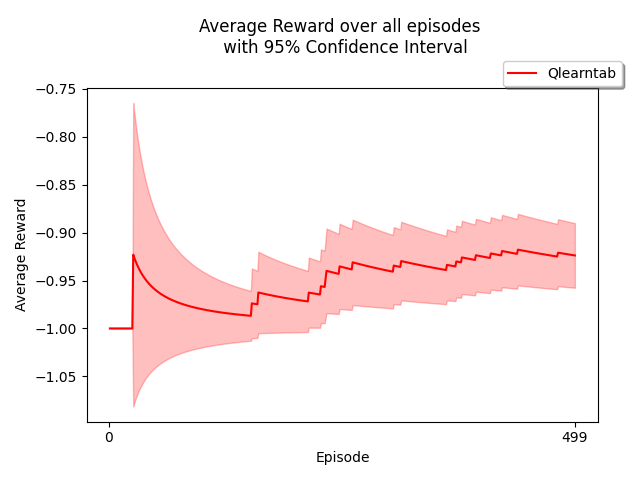 Average Reward over all episodes
with 95% Confidence Interval
Qlearntab
−0.75
−0.80
−0.85
−0.90
−0.95
−1.00
−1.05
Average Reward
0
499
Episode